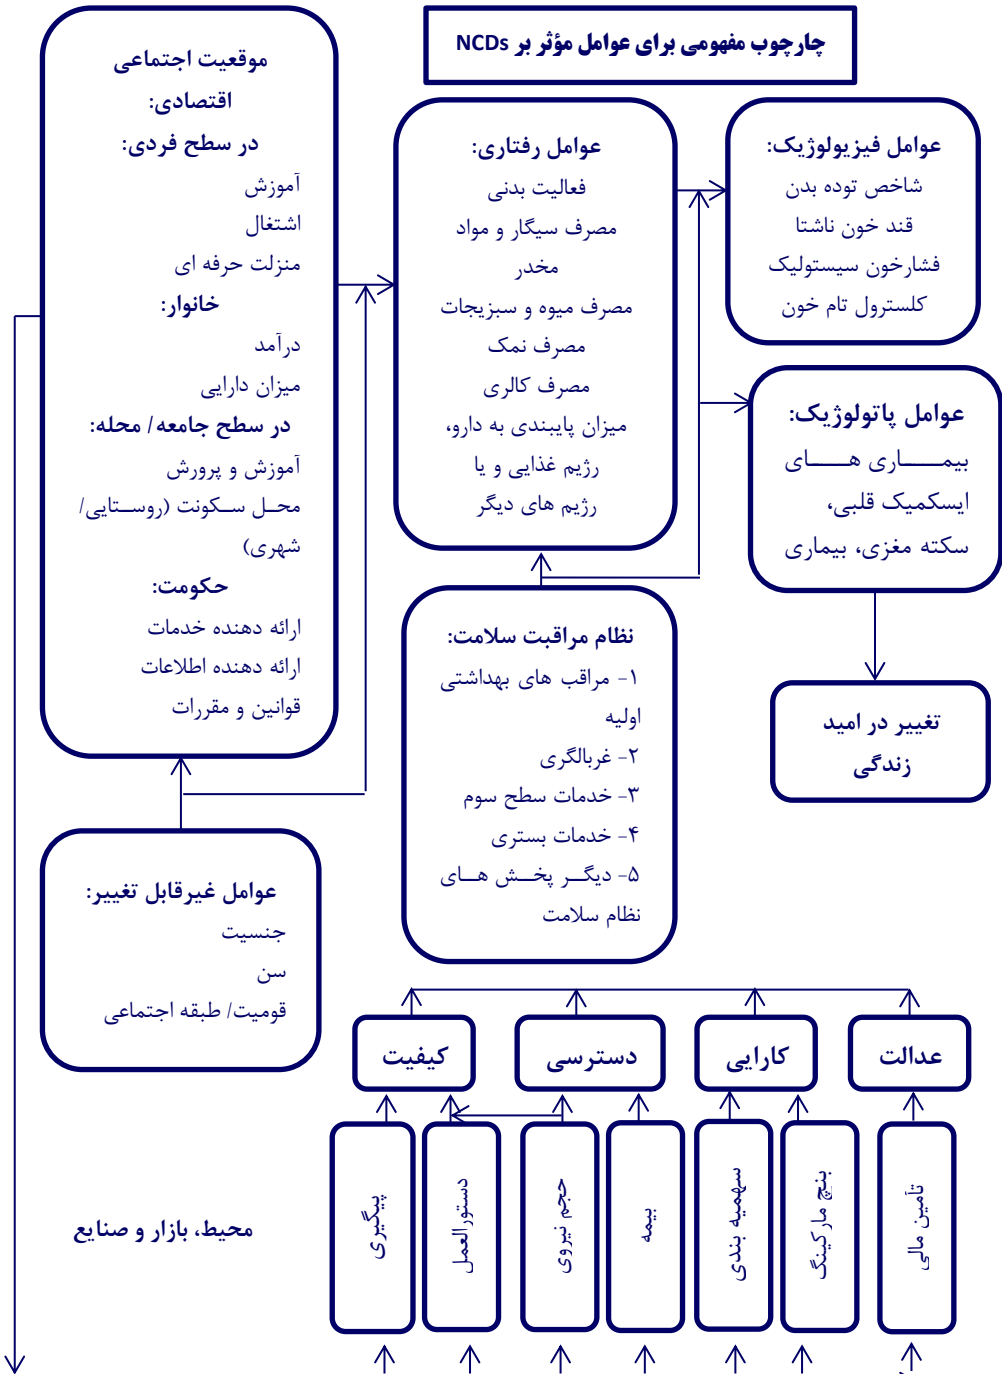 چارچوب مفهومی برای عوامل مؤثر بر NCDs
موقعیت اجتماعی
اقتصادی:
در سطح فردی:
آموزش
اشتغال
منزلت حرفه ای
خانوار:
درآمد
میزان دارایی
در سطح جامعه/ محله:
آموزش و پرورش
محل سکونت (روستایی/
شهری)
حکومت:
ارائه دهنده خدمات
ارائه دهنده اطلاعات
قوانین و مقررات
عوامل رفتاری:
فعالیت بدنی
مصرف سیگار و مواد
مخدر
مصرف میوه و سبزیجات
مصرف نمک
مصرف کالری
میزان پایبندی به دارو،
رژیم غذایی و یا
رژیم های دیگر
عوامل فیزیولوژیک:
شاخص توده بدن
قند خون ناشتا
فشارخون سیستولیک
کلسترول تام خون
عوامل پاتولوژیک:
بیماری های
ایسکمیک قلبی،
سکته مغزی، بیماری
تغییر در امید
زندگی
نظام مراقبت سلامت:
۱- مراقب های بهداشتی
اولیه
۲- غربالگری
۳- خدمات سطح سوم
۴- خدمات بستری
۵- دیگر پخش های
نظام سلامت
عوامل غیرقابل تغییر:
جنسیت
سن
قومیت/ طبقه اجتماعی
عدالت
کارایی
دسترسی
کیفیت
تأمین مالی
بنچ مارکینگ
سهمیه بندی
بیمه
حجم نیروی
دستورالعمل
پیگیری
محیط، بازار و صنایع